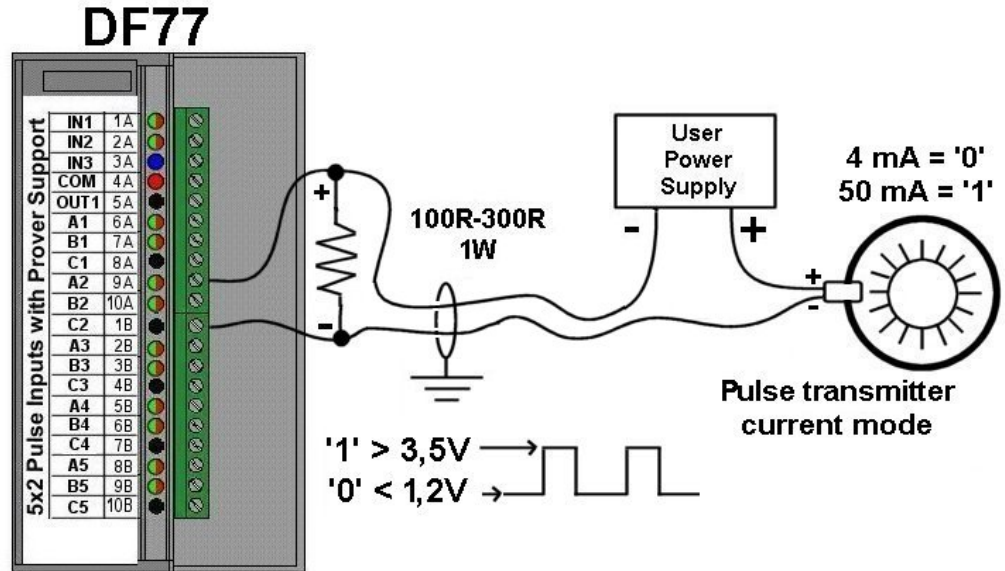 DF77
5x2 Pulse Inputs with Prover Support
IN1 1A
IN2 2A
IN3 3A
COM 4A
OUT1 5A
A1 6A
B1 7A
C1 8A
A2 9A
B2 10A
C2 1B
A3 2B
B3 3B
C3 4B
A4 5B
B4 6B
C4 7B
A5 8B
B5 9B
C5 10B
+
-
100R-300R
1W
User
Power
Supply
- +
4 mA = '0'
50 mA = '1'
+
-
Pulse transmitter
current mode
'1' > 3,5V
'0' < 1,2V